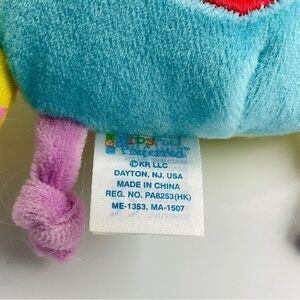 KIDS
Preferred
© KP, LLC
DAYTON, NJ, USA
MADE IN CHINA
REG. NO. PA8253(HK)
ME-1353, MA-1507